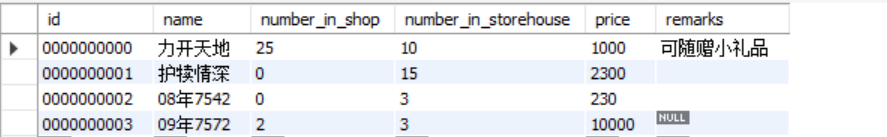 id name number_in_shop number_in_storehouse price remarks
0000000000 力开天地 25 10 1000 可随赠小礼品
0000000001 护犊情深 0 15 2300
0000000002 08年7542 0 3 230
0000000003 09年7572 2 3 10000 NULL